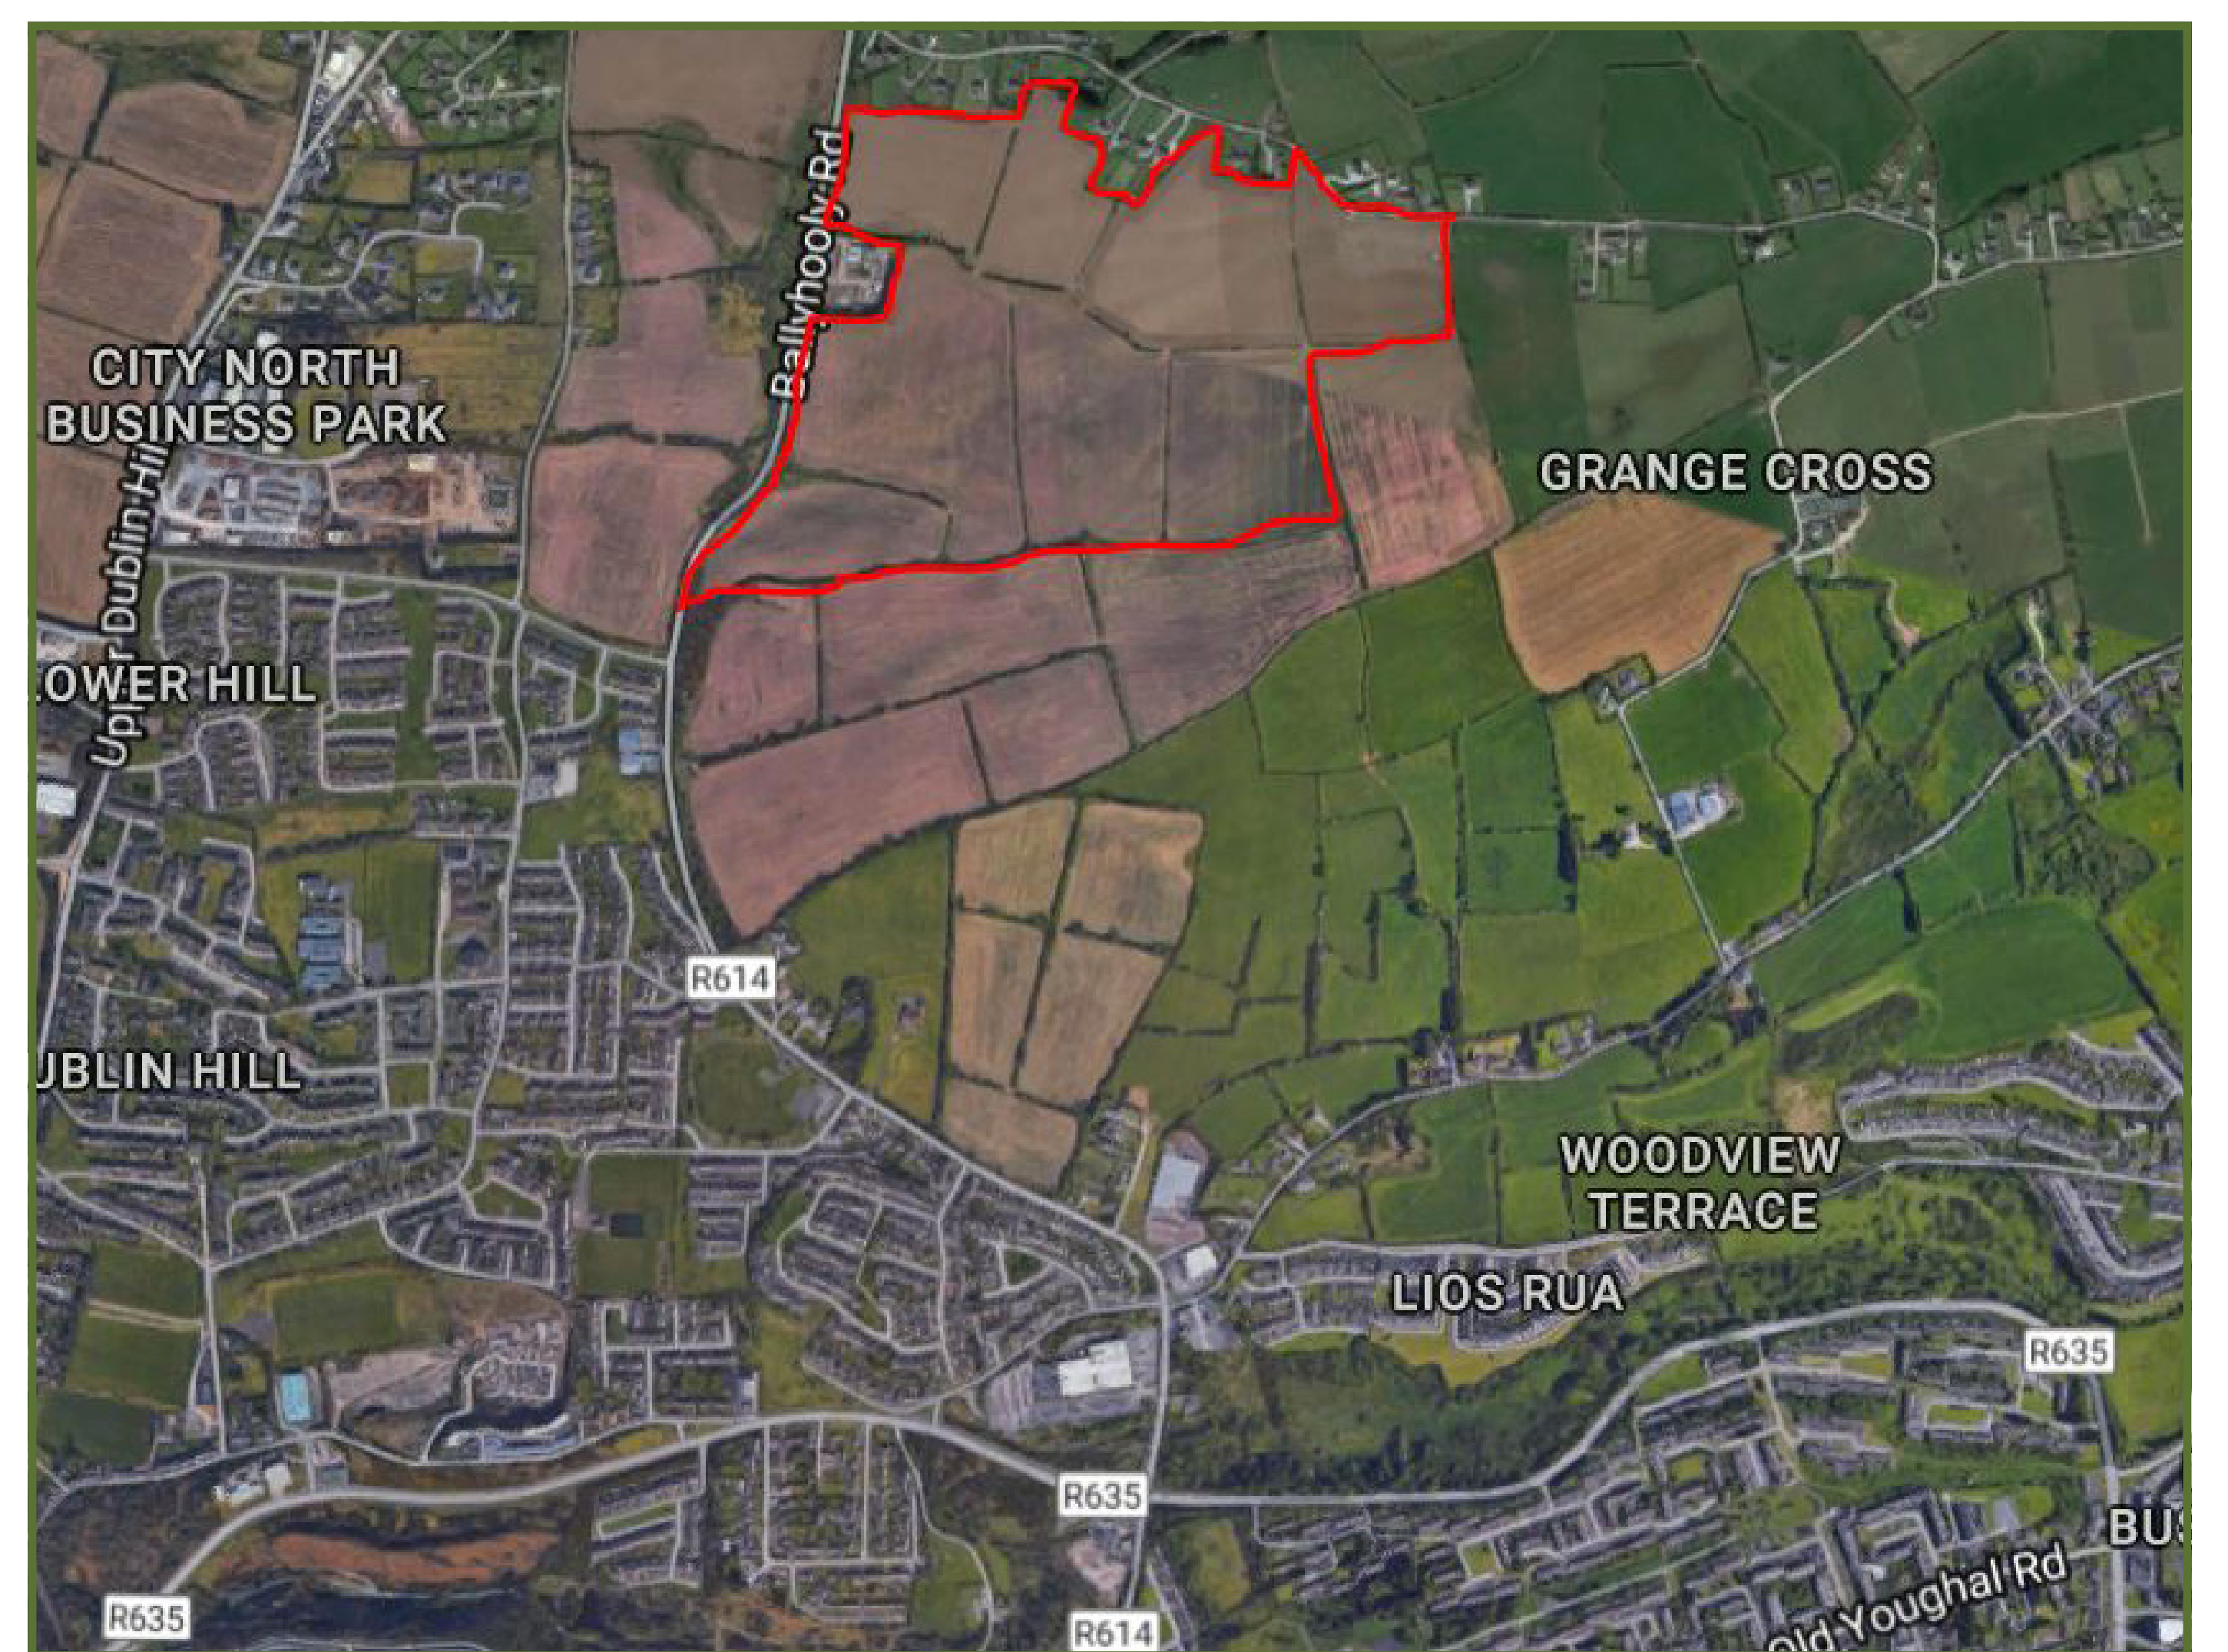 Ballyhooly Rd
CITY NORTH
BUSINESS PARK
GRANGE CROSS
Upper Dublin Hill
LOWER HILL
R614
UBLIN HILL
WOODVIEW
TERRACE
LIOS RUA
R635
R635
BUS
Old Youghal Rd
R635
R614